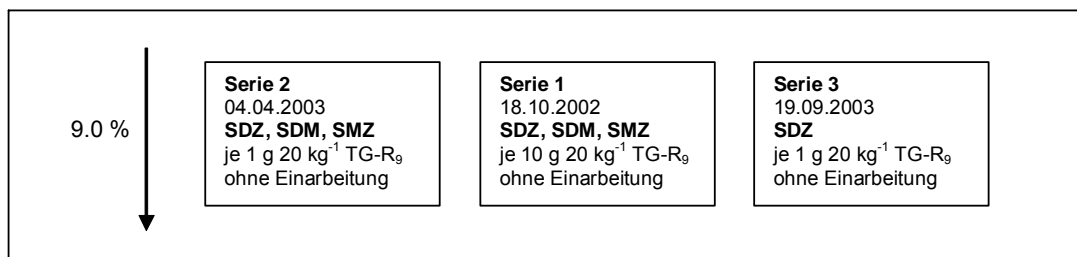 9.0 %
Serie 2
04.04.2003
SDZ, SDM, SMZ
je 1 g 20 kg⁻¹ TG-R₉
ohne Einarbeitung
Serie 1
18.10.2002
SDZ, SDM, SMZ
je 10 g 20 kg⁻¹ TG-R₉
ohne Einarbeitung
Serie 3
19.09.2003
SDZ
je 1 g 20 kg⁻¹ TG-R₉
ohne Einarbeitung